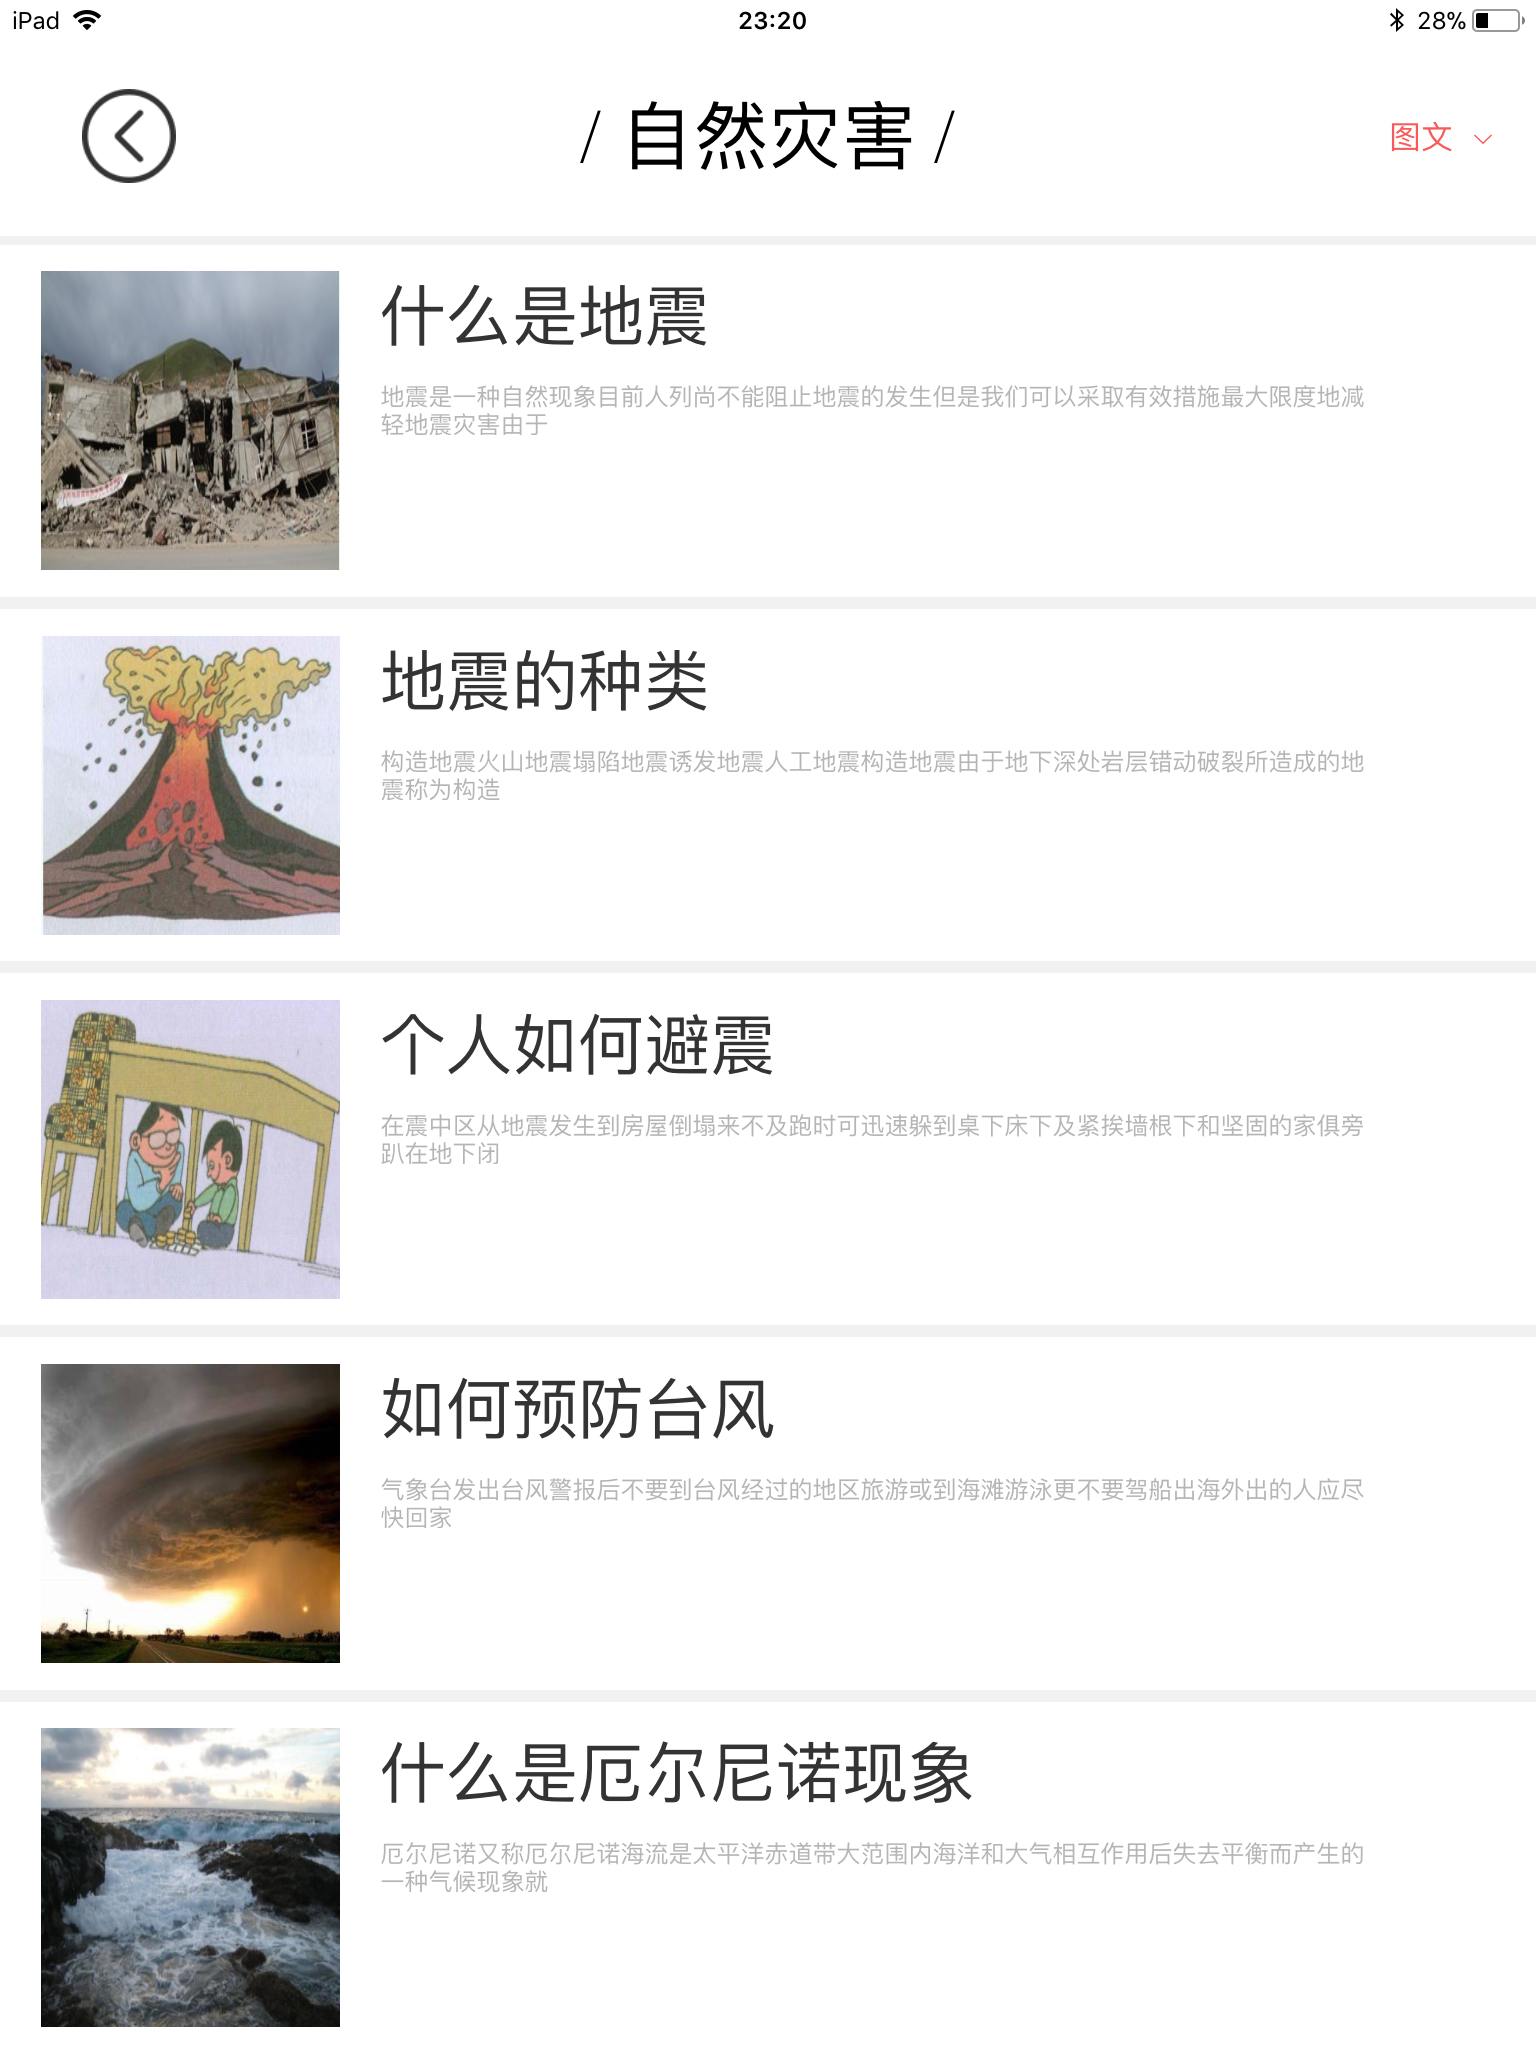 iPad 23:20 28%
/ 自然灾害 / 图文
什么是地震
地震是一种自然现象目前人列尚不能阻止地震的发生但是我们可以采取有效措施最大限度地减
轻地震灾害由于
地震的种类
构造地震火山地震塌陷地震诱发地震人工地震构造地震由于地下深处岩层错动破裂所造成的地
震称为构造
个人如何避震
在震中区从地震发生到房屋倒塌来不及跑时可迅速躲到桌下床下及紧挨墙根下和坚固的家俱旁
趴在地下闭
如何预防台风
气象台发出台风警报后不要到台风经过的地区旅游或到海滩游泳更不要驾船出海外出的人应尽
快回家
什么是厄尔尼诺现象
厄尔尼诺又称厄尔尼诺海流是太平洋赤道带大范围内海洋和大气相互作用后失去平衡而产生的
一种气候现象就